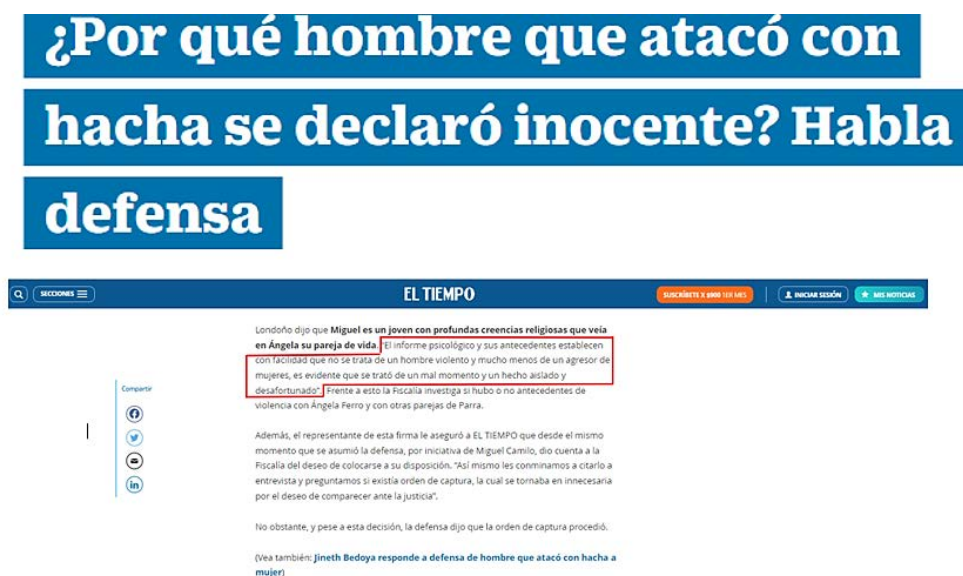 ¿Por qué hombre que atacó con
hacha se declaró inocente? Habla
defensa
SECCIONES
EL TIEMPO
SUSCRÍBETE X $900 1ER MES
INICIAR SESIÓN
MIS NOTICIAS
Londoño dijo que Miguel es un joven con profundas creencias religiosas que veía
en Ángela su pareja de vida. "El informe psicológico y sus antecedentes establecen
con facilidad que no se trata de un hombre violento y mucho menos de un agresor de
mujeres, es evidente que se trató de un mal momento y un hecho aislado y
desafortunado". Frente a esto la Fiscalía investiga si hubo o no antecedentes de
violencia con Ángela Ferro y con otras parejas de Parra.
Compartir
Además, el representante de esta firma le aseguró a EL TIEMPO que desde el mismo
momento que se asumió la defensa, por iniciativa de Miguel Camilo, dio cuenta a la
Fiscalía del deseo de colocarse a su disposición. "Así mismo les conminamos a citarlo a
entrevista y preguntamos si existía orden de captura, la cual se tornaba en innecesaria
por el deseo de comparecer ante la justicia".
No obstante, y pese a esta decisión, la defensa dijo que la orden de captura procedió.
(Vea también: Jineth Bedoya responde a defensa de hombre que atacó con hacha a
mujer)